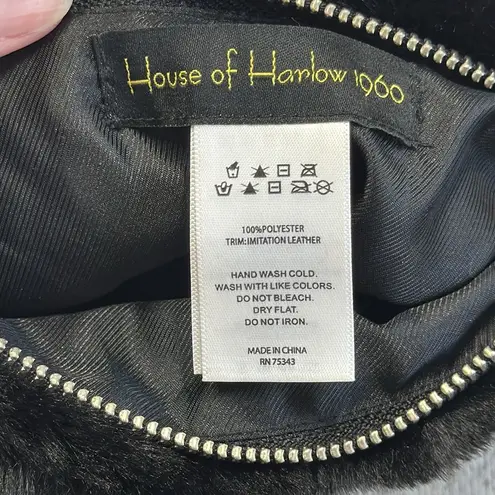 House of Harlow 1960
100%POLYESTER
TRIM:IMITATION LEATHER
HAND WASH COLD.
WASH WITH LIKE COLORS.
DO NOT BLEACH.
DRY FLAT.
DO NOT IRON.
MADE IN CHINA
RN 75343